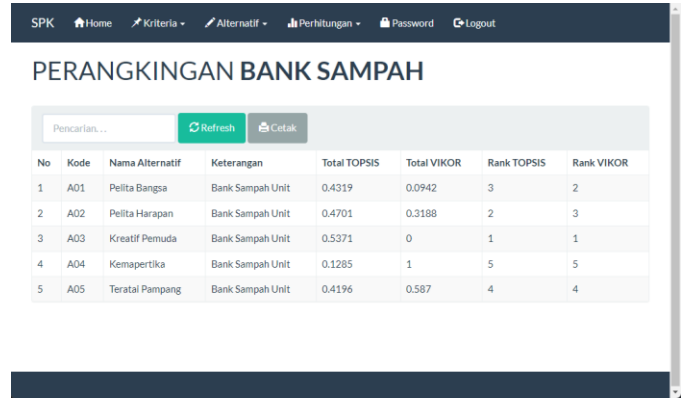 SPK Home Kriteria Alternatif Perhitungan Password Logout
PERANGKINGAN BANK SAMPAH
Pencarian... Refresh Cetak
No Kode Nama Alternatif Keterangan Total TOPSIS Total VIKOR Rank TOPSIS Rank VIKOR
1 A01 Pelita Bangsa Bank Sampah Unit 0.4319 0.0942 3 2
2 A02 Pelita Harapan Bank Sampah Unit 0.4701 0.3188 2 3
3 A03 Kreatif Pemuda Bank Sampah Unit 0.5371 0 1 1
4 A04 Kemapertika Bank Sampah Unit 0.1285 1 5 5
5 A05 Teratai Pampang Bank Sampah Unit 0.4196 0.587 4 4